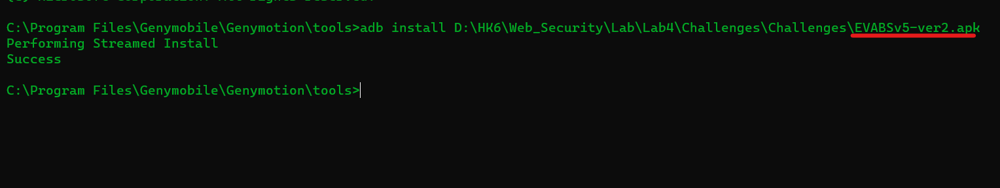 C:\Program Files\Genymobile\Genymotion\tools>adb install D:\HK6\Web_Security\Lab\Lab4\Challenges\Challenges\EVABSv5-ver2.apk
Performing Streamed Install
Success
C:\Program Files\Genymobile\Genymotion\tools>